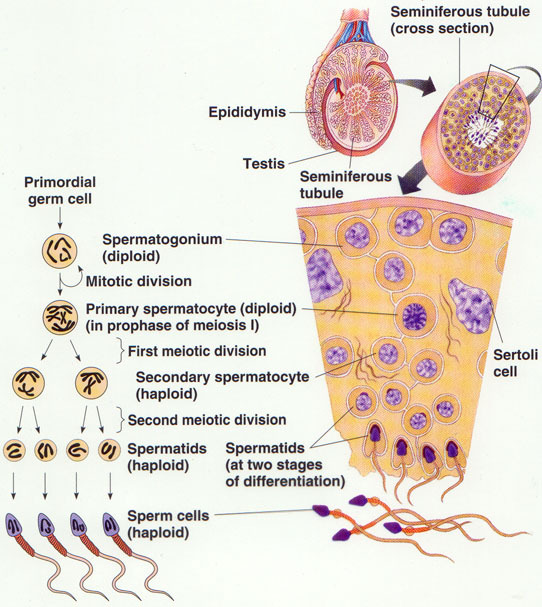 Seminiferous tubule
(cross section)
Epididymis
Testis
Seminiferous
tubule
Primordial
germ cell
Spermatogonium
(diploid)
Mitotic division
Primary spermatocyte (diploid)
(in prophase of meiosis I)
First meiotic division
Sertoli
cell
Secondary spermatocyte
(haploid)
Second meiotic division
Spermatids
(haploid)
Spermatids
(at two stages
of differentiation)
Sperm cells
(haploid)